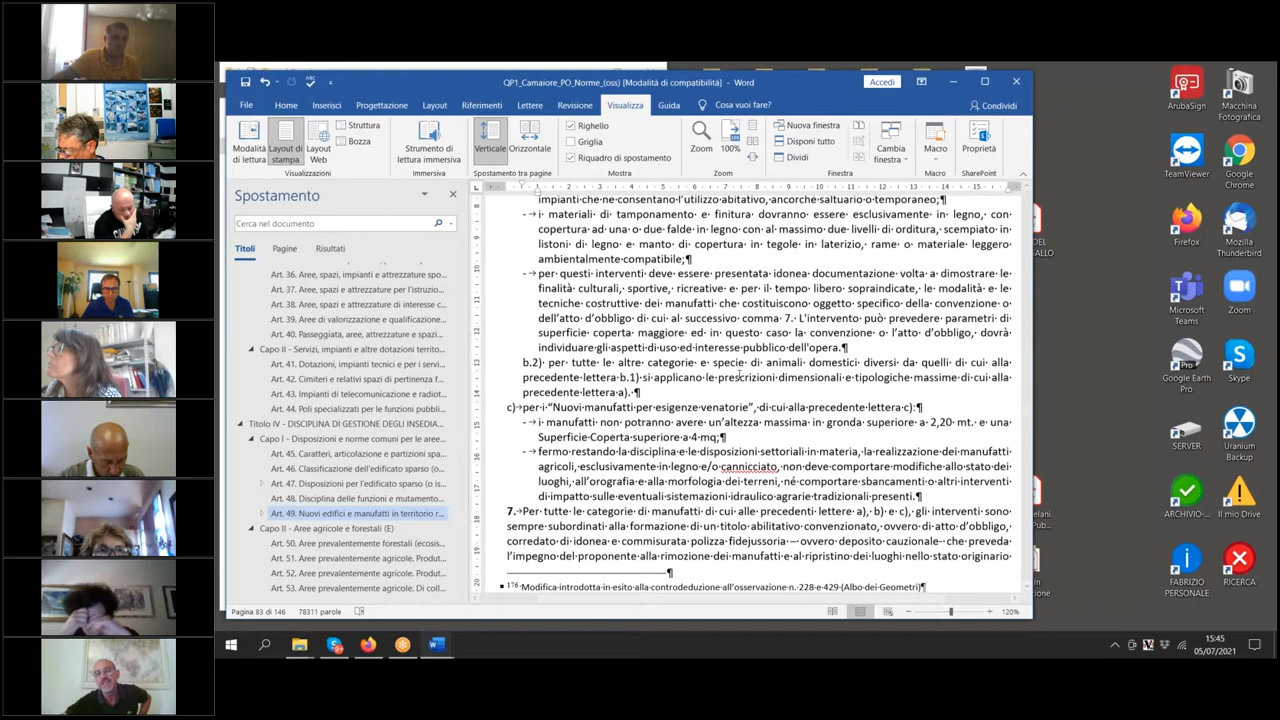 QP1_Camaiore_PO_Norme_(oss) [Modalità di compatibilità] - Word
Accedi
File Home Inserisci Progettazione Layout Riferimenti Lettere Revisione Visualizza Guida Cosa vuoi fare? Condividi
Modalità di lettura
Layout di stampa
Layout Web
Struttura
Bozza
Visualizzazioni
Strumento di lettura immersiva
Immersiva
Verticale
Orizzontale
Spostamento tra pagine
Righello
Griglia
Riquadro di spostamento
Mostra
Zoom
100%
Zoom
Nuova finestra
Disponi tutto
Dividi
Cambia finestra
Finestra
Macro
Macro
Proprietà
SharePoint
Spostamento
Cerca nel documento
Titoli Pagine Risultati
Art. 36. Aree, spazi, impianti e attrezzature spo...
Art. 37. Aree, spazi e attrezzature per l'istruzio...
Art. 38. Aree, spazi e attrezzature di interesse c...
Art. 39. Aree di valorizzazione e qualificazione...
Art. 40. Passeggiata, aree, attrezzature e spazi...
Capo II - Servizi, impianti e altre dotazioni territo...
Art. 41. Dotazioni, impianti tecnici e per i servi...
Art. 42. Cimiteri e relativi spazi di pertinenza...
Art. 43. Impianti di telecomunicazione e radiot...
Art. 44. Poli specializzati per le funzioni pubbli...
Titolo IV - DISCIPLINA DI GESTIONE DEGLI INSEDIA...
Capo I - Disposizioni e norme comuni per le aree...
Art. 45. Caratteri, articolazione e partizioni spa...
Art. 46. Classificazione dell'edificato sparso (o...
Art. 47. Disposizioni per l'edificato sparso (o is...
Art. 48. Disciplina delle funzioni e mutamento...
Art. 49. Nuovi edifici e manufatti in territorio r...
Capo II - Aree agricole e forestali (E)
Art. 50. Aree prevalentemente forestali (ecosis...
Art. 51. Aree prevalentemente agricole. Produt...
Art. 52. Aree prevalentemente agricole. Produt...
Art. 53. Aree prevalentemente agricole. Di coll...
impianti che ne consentano l'utilizzo abitativo, ancorché saltuario o temporaneo;¶
- i materiali di tamponamento e finitura dovranno essere esclusivamente in legno, con
copertura ad una o due falde in legno con al massimo due livelli di orditura, scempiato in
listoni di legno e manto di copertura in tegole in laterizio, rame o materiale leggero
ambientalmente compatibile;¶
- per questi interventi deve essere presentata idonea documentazione volta a dimostrare le
finalità culturali, sportive, ricreative e per il tempo libero sopraindicate, le modalità e le
tecniche costruttive dei manufatti che costituiscono oggetto specifico della convenzione o
dell'atto d'obbligo di cui al successivo comma 7. L'intervento può prevedere parametri di
superficie coperta maggiore ed in questo caso la convenzione o l'atto d'obbligo, dovrà
individuare gli aspetti di uso ed interesse pubblico dell'opera.¶
b.2) per tutte le altre categorie e specie di animali domestici diversi da quelli di cui alla
precedente lettera b.1) si applicano le prescrizioni dimensionali e tipologiche massime di cui alla
precedente lettera a). ¶
c) per i "Nuovi manufatti per esigenze venatorie", di cui alla precedente lettera c):¶
- i manufatti non potranno avere un'altezza massima in gronda superiore a 2,20 mt. e una
Superficie Coperta superiore a 4 mq;¶
- fermo restando la disciplina e le disposizioni settoriali in materia, la realizzazione dei manufatti
agricoli, esclusivamente in legno e/o cannicciato, non deve comportare modifiche allo stato dei
luoghi, all'orografia e alla morfologia dei terreni, né comportare sbancamenti o altri interventi
di impatto sulle eventuali sistemazioni idraulico agrarie tradizionali presenti.¶
7. Per tutte le categorie di manufatti di cui alle precedenti lettere a), b) e c), gli interventi sono
sempre subordinati alla formazione di un titolo abilitativo convenzionato, ovvero di atto d'obbligo,
corredato di idonea e commisurata polizza fidejussoria – ovvero deposito cauzionale - che preveda
l'impegno del proponente alla rimozione dei manufatti e al ripristino dei luoghi nello stato originario
176 Modifica introdotta in esito alla controdeduzione all'osservazione n. 228 e 429 (Albo dei Geometri)¶
Pagina 83 di 146 78311 parole
120%
ArubaSign
Macchina Fotografica
TeamViewer
Google Chrome
Firefox
Mozilla Thunderbird
DEL
GALLO
Microsoft Teams
Zoom
Google Earth Pro
Skype
SERVER
Uranium Backup
ARCHIVIO-...
Il mio Drive
FABRIZIO PERSONALE
RICERCA
15:45
05/07/2021